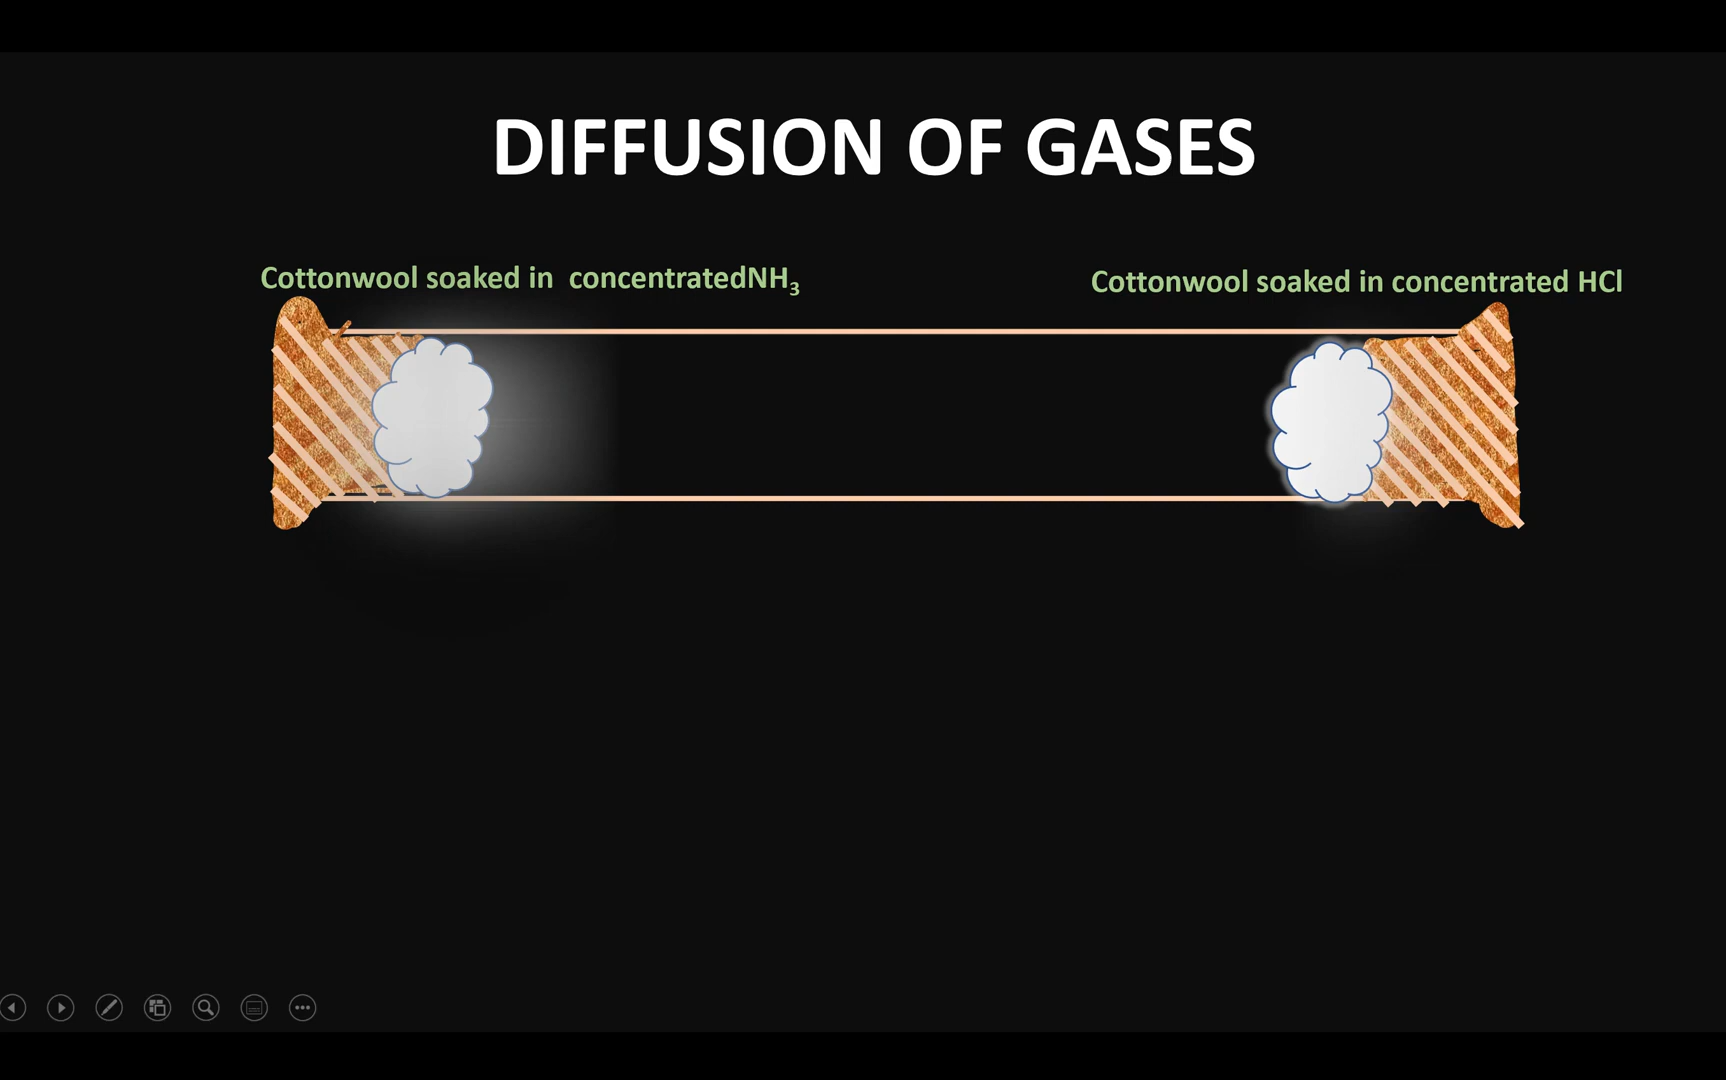 DIFFUSION OF GASES
Cottonwool soaked in  concentratedNH₃
Cottonwool soaked in concentrated HCl